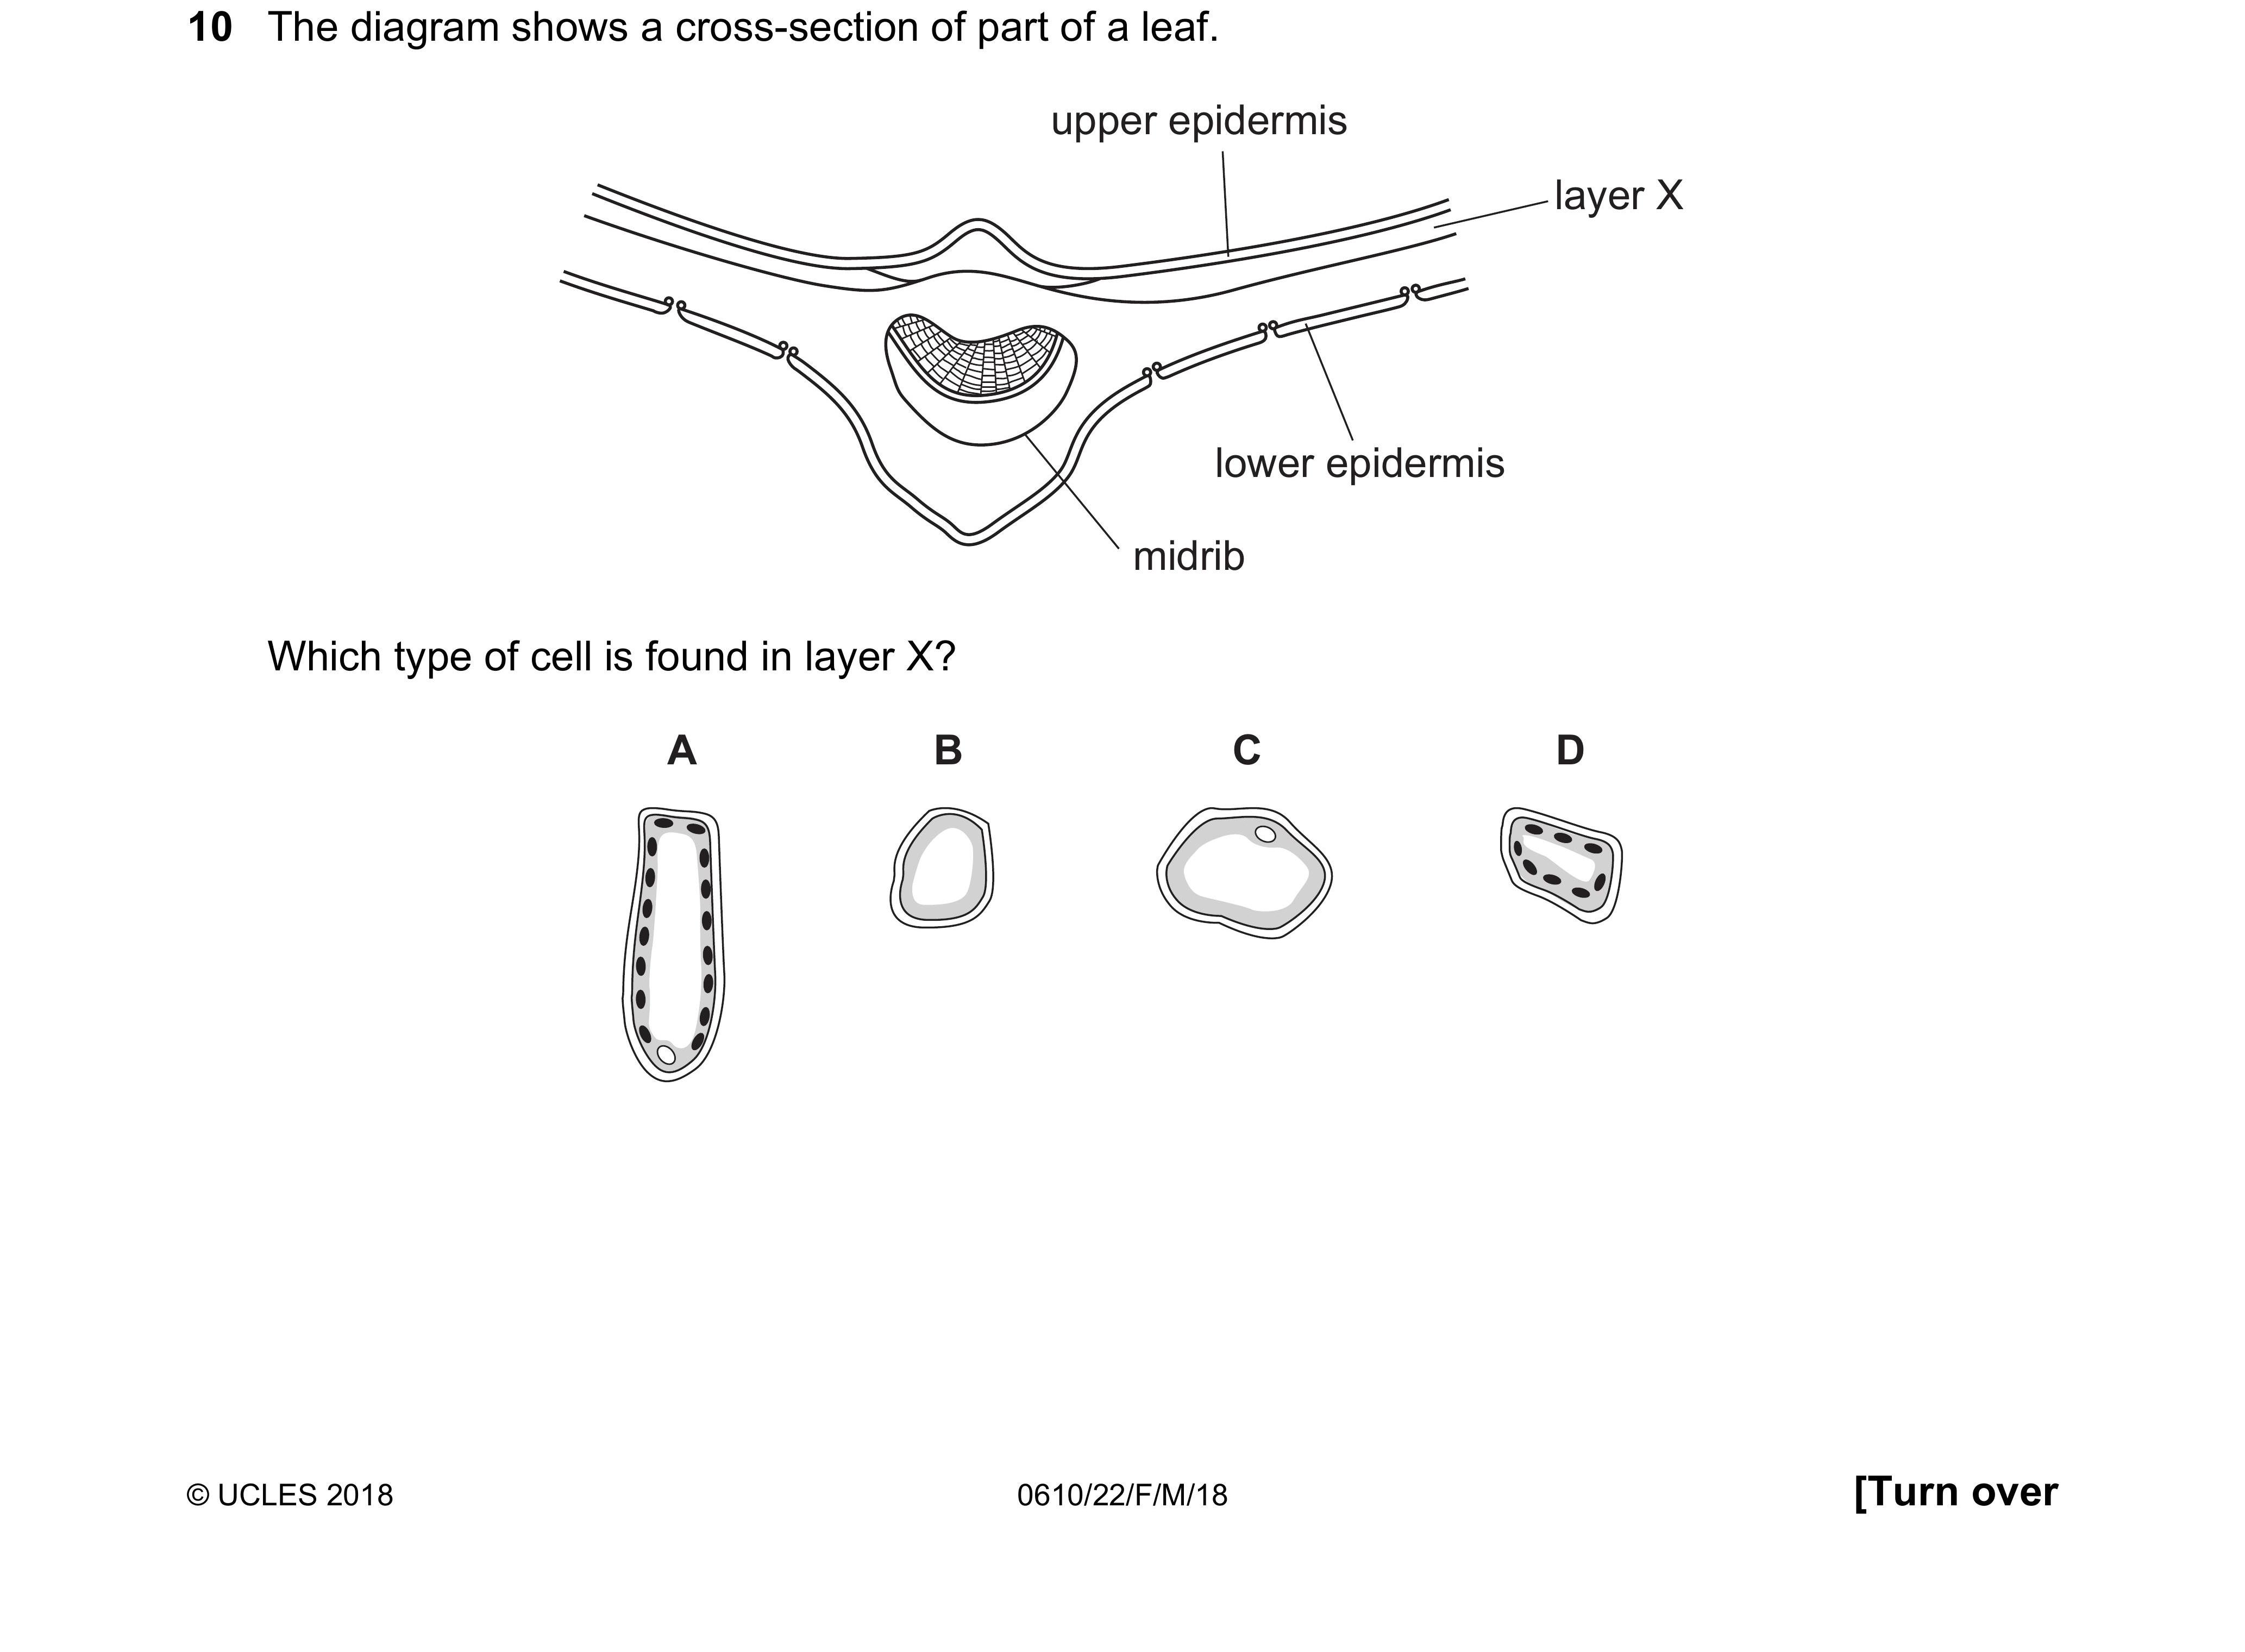 10 The diagram shows a cross-section of part of a leaf.
upper epidermis
layer X
lower epidermis
midrib
Which type of cell is found in layer X?
A B C D
© UCLES 2018 0610/22/F/M/18 [Turn over